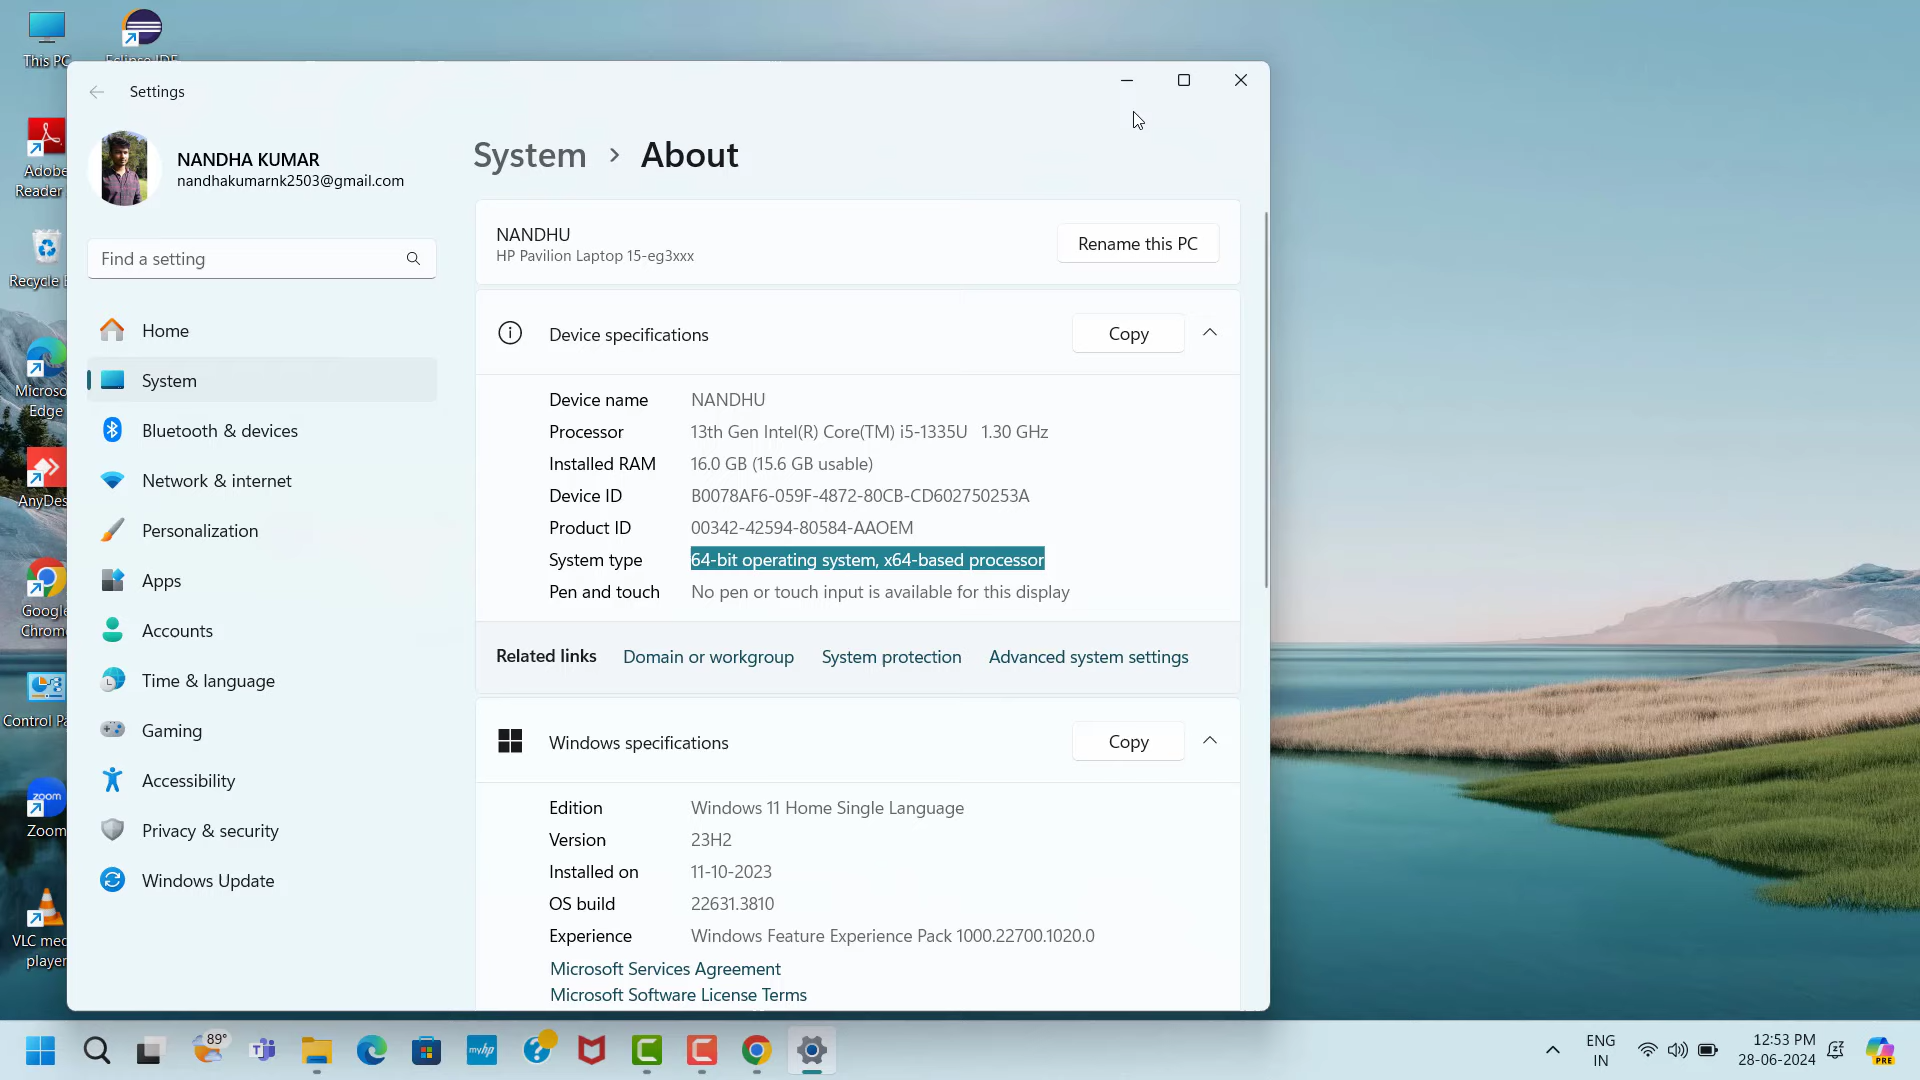 This PC
Eclipse IDE
Adobe
Reader
Recycle
Google
Zoom
VLC
player
Settings
NANDHA KUMAR
nandhakumarnk2503@gmail.com
Find a setting
Home
System
Bluetooth & devices
Network & internet
Personalization
Apps
Accounts
Time & language
Gaming
Accessibility
Privacy & security
Windows Update
System > About
NANDHU
HP Pavilion Laptop 15-eg3xxx
Rename this PC
Device specifications
Copy
Device name NANDHU
Processor 13th Gen Intel(R) Core(TM) i5-1335U 1.30 GHz
Installed RAM 16.0 GB (15.6 GB usable)
Device ID B0078AF6-059F-4872-80CB-CD602750253A
Product ID 00342-42594-80584-AAOEM
System type 64-bit operating system, x64-based processor
Pen and touch No pen or touch input is available for this display
Related links Domain or workgroup System protection Advanced system settings
Windows specifications
Copy
Edition Windows 11 Home Single Language
Version 23H2
Installed on 11-10-2023
OS build 22631.3810
Experience Windows Feature Experience Pack 1000.22700.1020.0
Microsoft Services Agreement
Microsoft Software License Terms
zoom
89°
myhp
ENG
IN
12:53 PM
28-06-2024
PRE